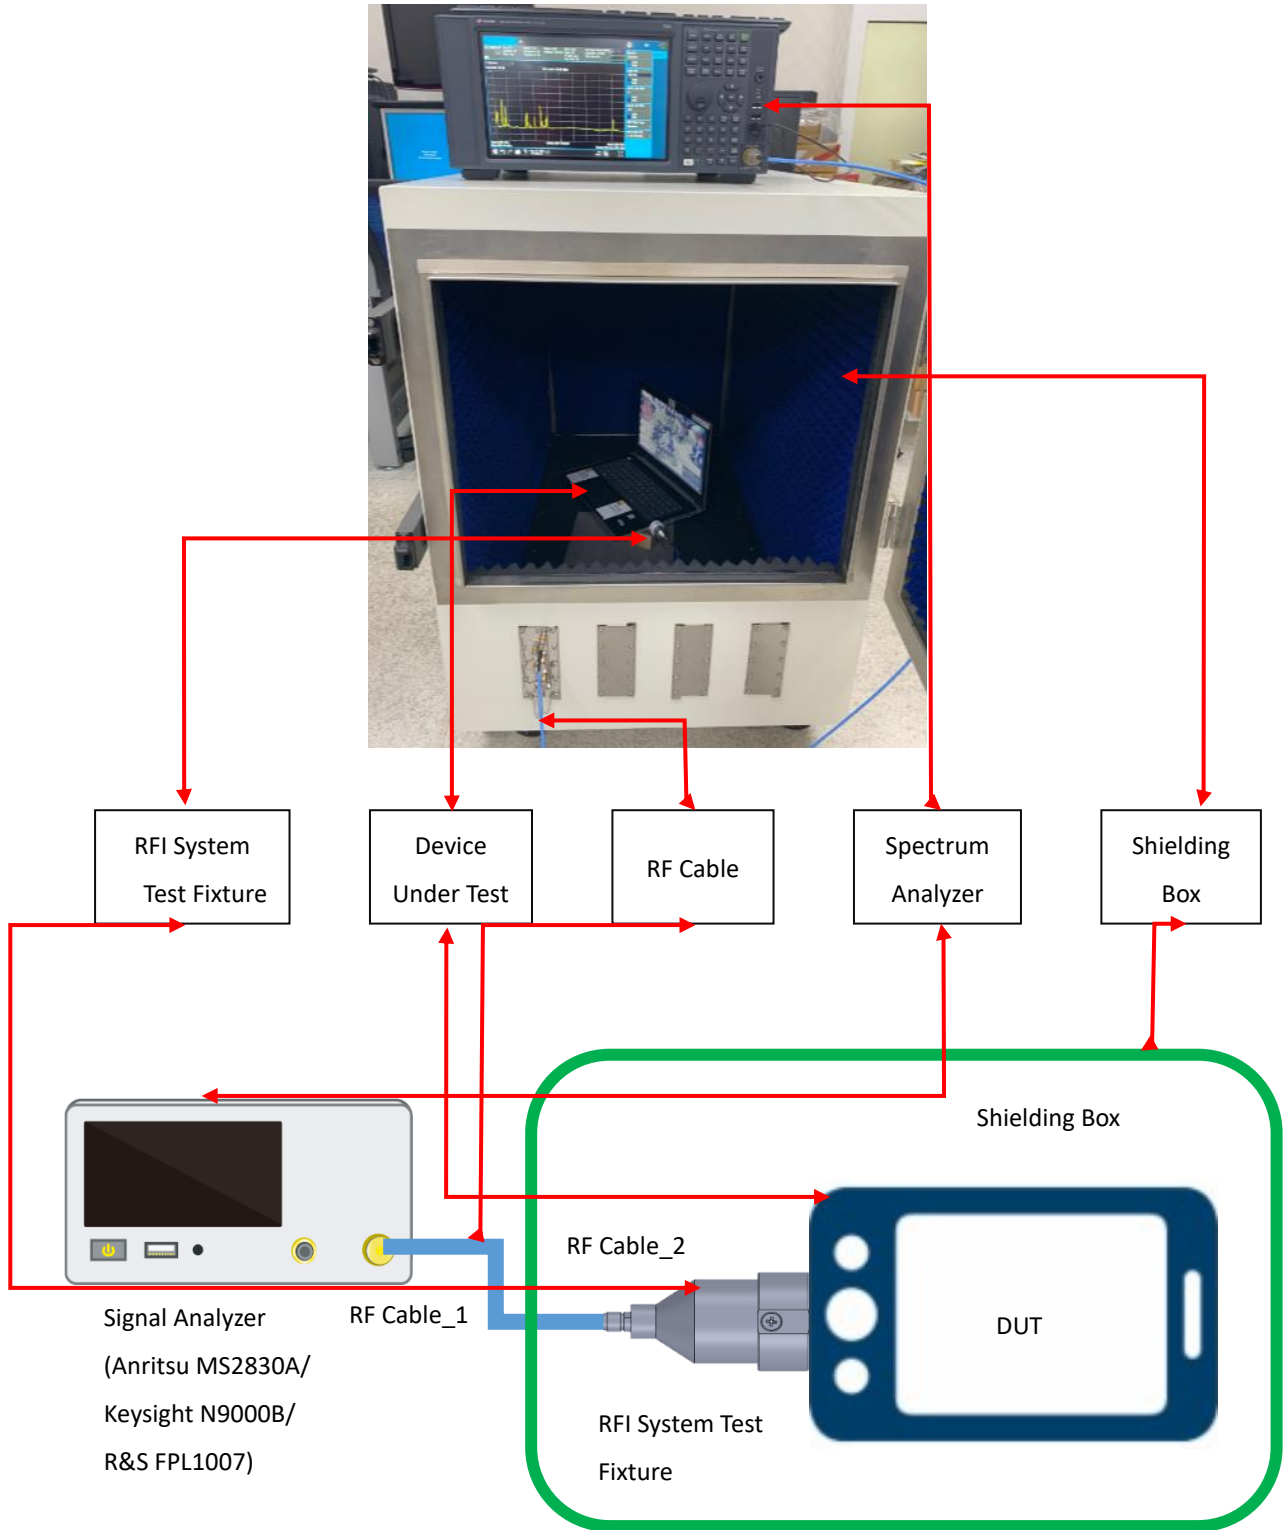 RFI System
Test Fixture
Device
Under Test
RF Cable
Spectrum
Analyzer
Shielding
Box
Shielding Box
RF Cable_2
RF Cable_1
Signal Analyzer
(Anritsu MS2830A/
Keysight N9000B/
R&S FPL1007)
DUT
RFI System Test
Fixture